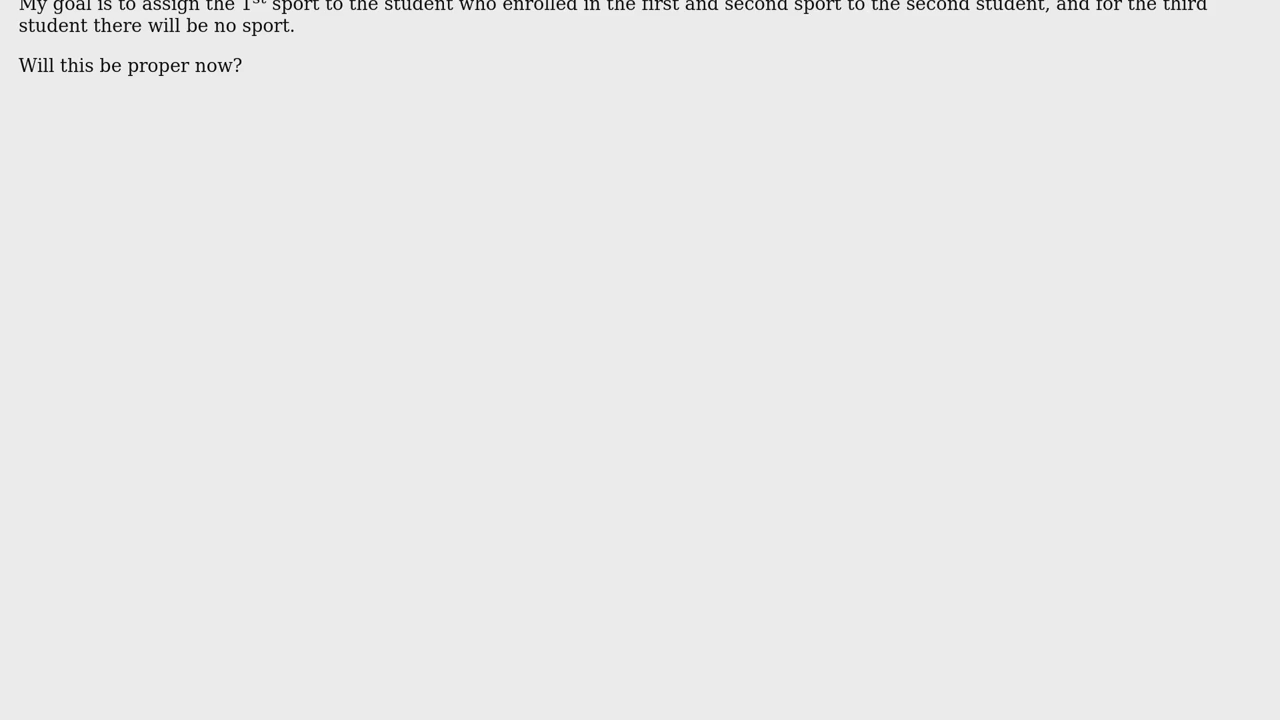 My goal is to assign the 1st sport to the student who enrolled in the first and second sport to the second student, and for the third
student there will be no sport.
Will this be proper now?